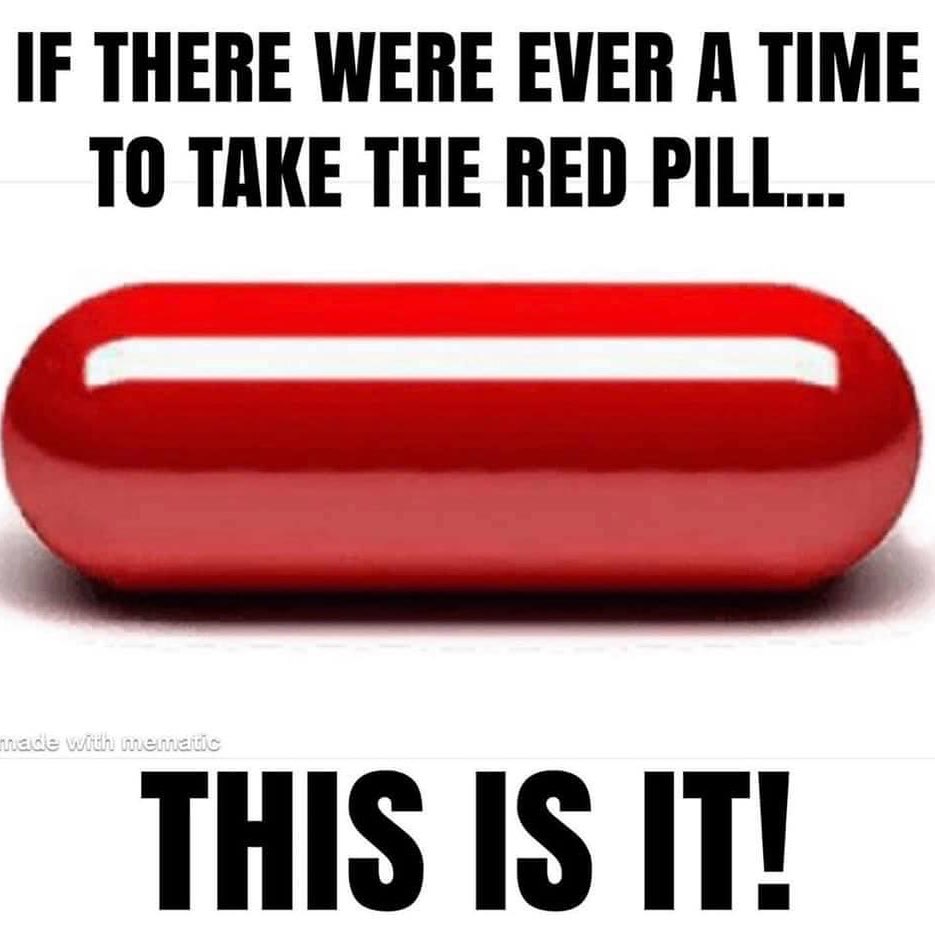 IF THERE WERE EVER A TIME
TO TAKE THE RED PILL...
made with mematic
THIS IS IT!